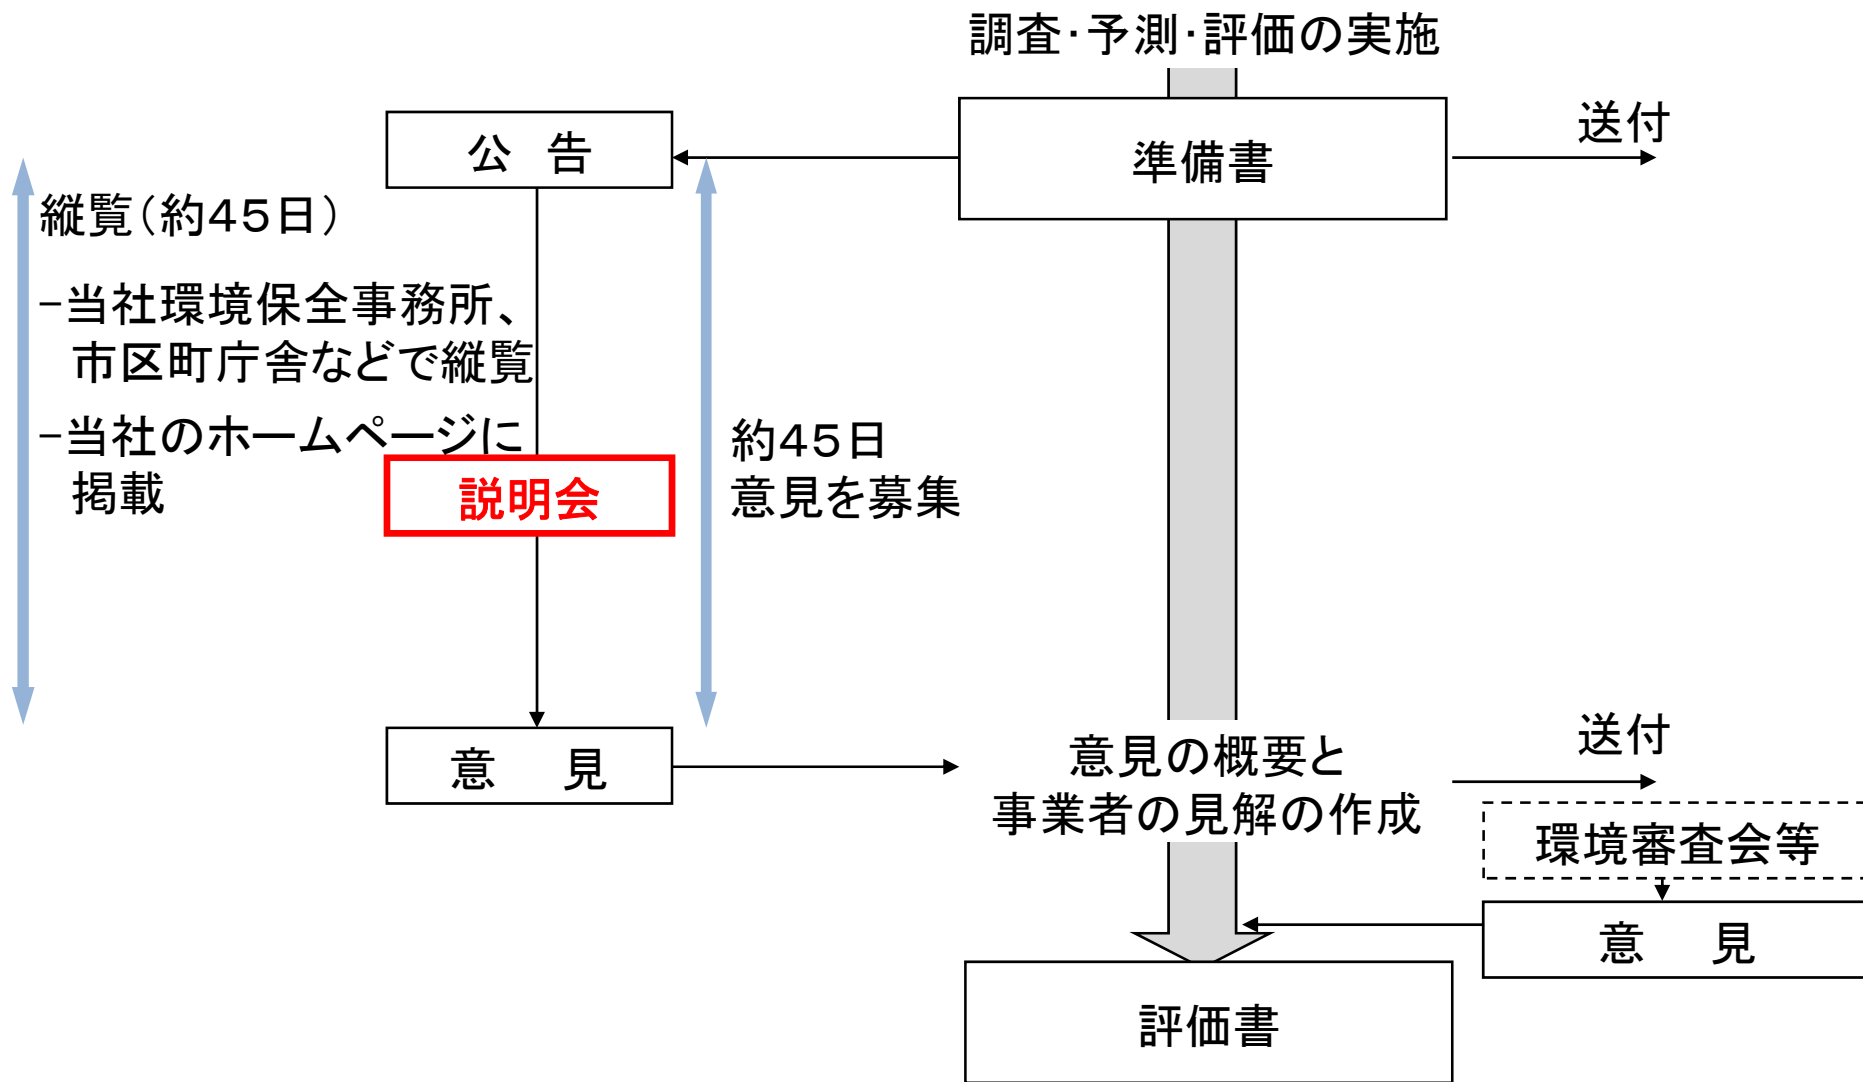 調査・予測・評価の実施
公 告
準備書
送付
縦覧（約４５日）
－当社環境保全事務所、
市区町庁舎などで縦覧
－当社のホームページに
掲載
説明会
約４５日
意見を募集
意 見
意見の概要と
事業者の見解の作成
送付
環境審査会等
意 見
評価書